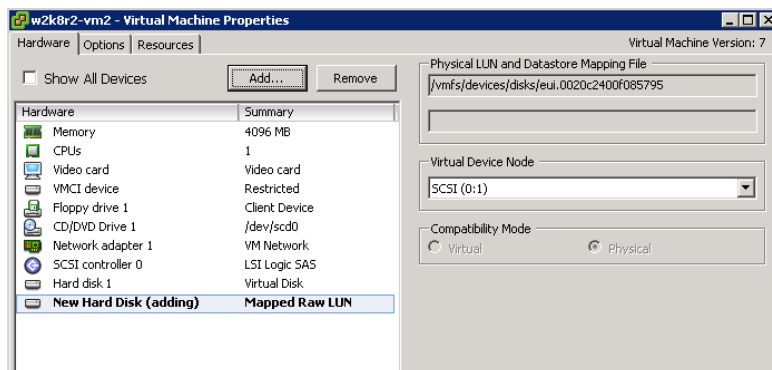 w2k8r2-vm2 - Virtual Machine Properties
Hardware Options Resources
Virtual Machine Version: 7
Show All Devices
Add...
Remove
Hardware Summary
Memory 4096 MB
CPUs 1
Video card Video card
VMCI device Restricted
Floppy drive 1 Client Device
CD/DVD Drive 1 /dev/scd0
Network adapter 1 VM Network
SCSI controller 0 LSI Logic SAS
Hard disk 1 Virtual Disk
New Hard Disk (adding) Mapped Raw LUN
Physical LUN and Datastore Mapping File
/vmfs/devices/disks/eui.0020c2400f085795
Virtual Device Node
SCSI (0:1)
Compatibility Mode
Virtual Physical